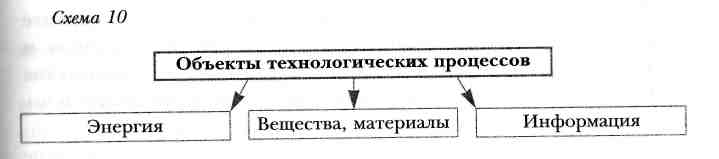 Схема 10
Объекты технологических процессов
Энергия
Вещества, материалы
Информация